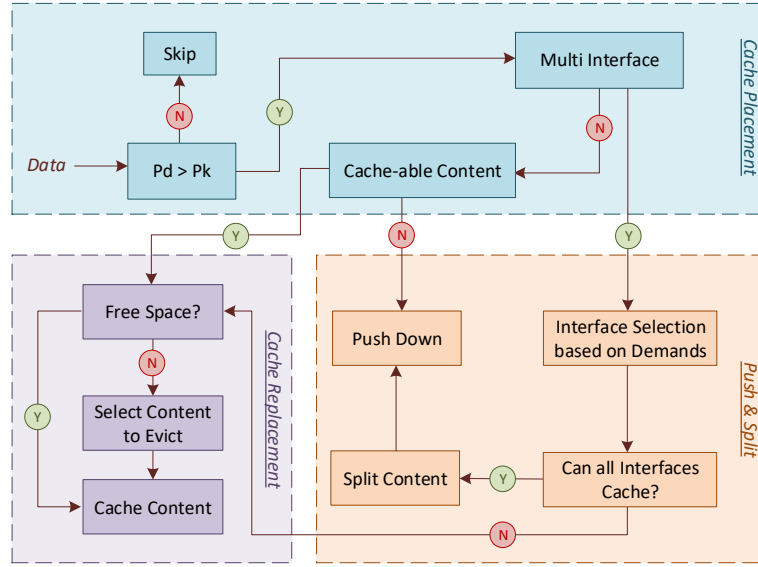 Skip
Multi Interface
Cache Placement
N
Y
N
Data
Pd > Pk
Cache-able Content
Y
N
Y
Free Space?
Push Down
Interface Selection
based on Demands
N
Cache Replacement
Push & Split
Y
Select Content
to Evict
Cache Content
Split Content
Y
Can all Interfaces
Cache?
N